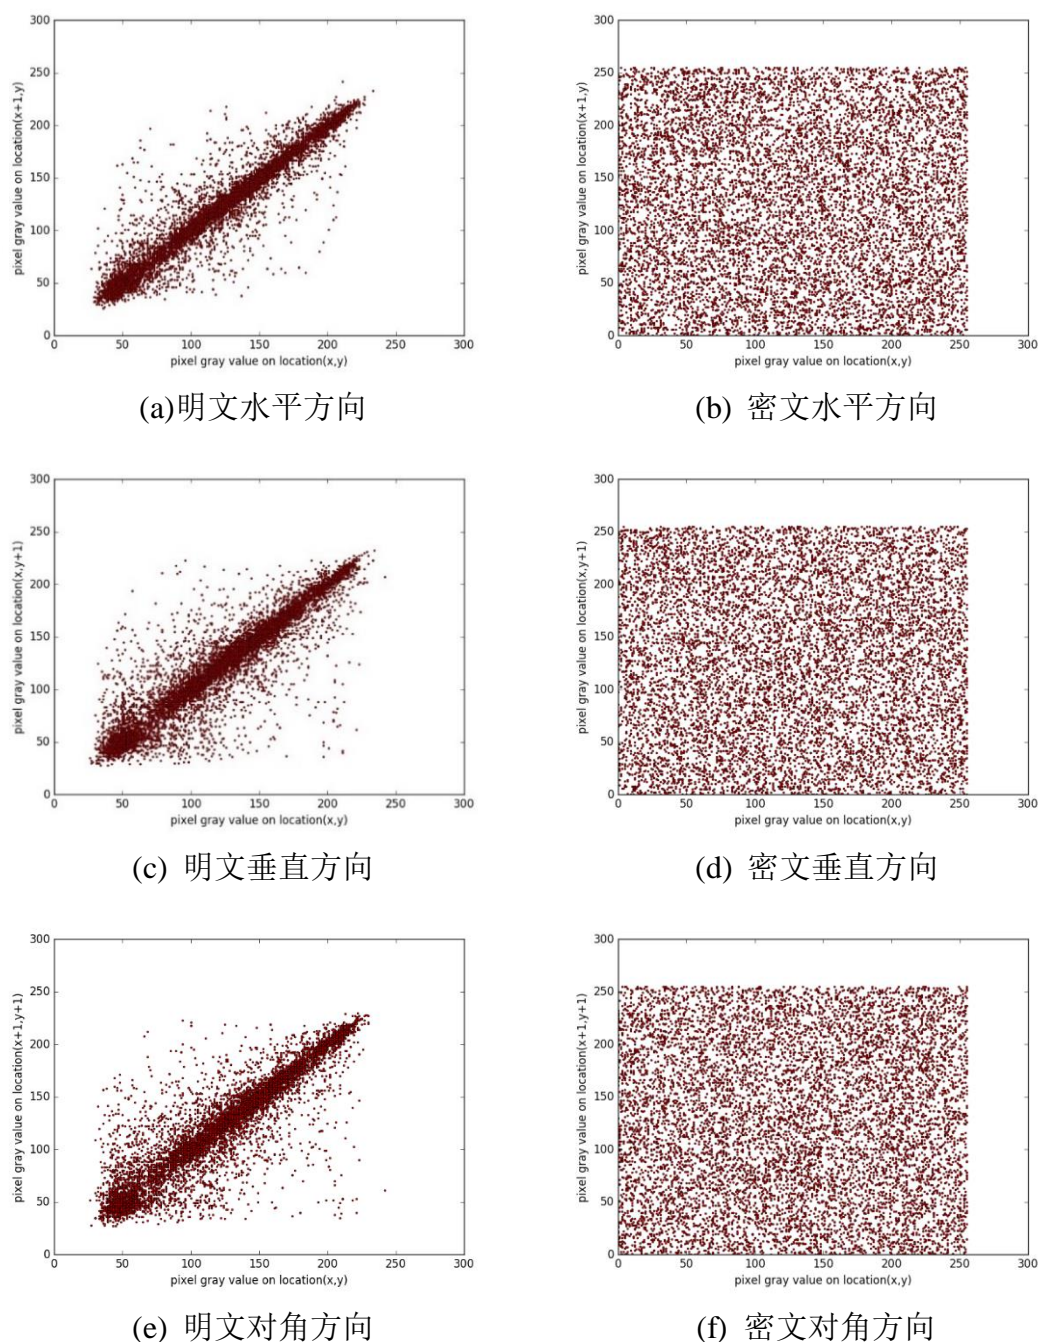 300
250
200
150
100
50
0
pixel gray value on location(x+1,y)
0 50 100 150 200 250 300
pixel gray value on location(x,y)
(a)明文水平方向
300
250
200
150
100
50
0
pixel gray value on location(x+1,y)
0 50 100 150 200 250 300
pixel gray value on location(x,y)
(b) 密文水平方向
300
250
200
150
100
50
0
pixel gray value on location(x,y+1)
0 50 100 150 200 250 300
pixel gray value on location(x,y)
(c) 明文垂直方向
300
250
200
150
100
50
0
pixel gray value on location(x,y+1)
0 50 100 150 200 250 300
pixel gray value on location(x,y)
(d) 密文垂直方向
300
250
200
150
100
50
0
pixel gray value on location(x+1,y+1)
0 50 100 150 200 250 300
pixel gray value on location(x,y)
(e) 明文对角方向
300
250
200
150
100
50
0
pixel gray value on location(x+1,y+1)
0 50 100 150 200 250 300
pixel gray value on location(x,y)
(f) 密文对角方向